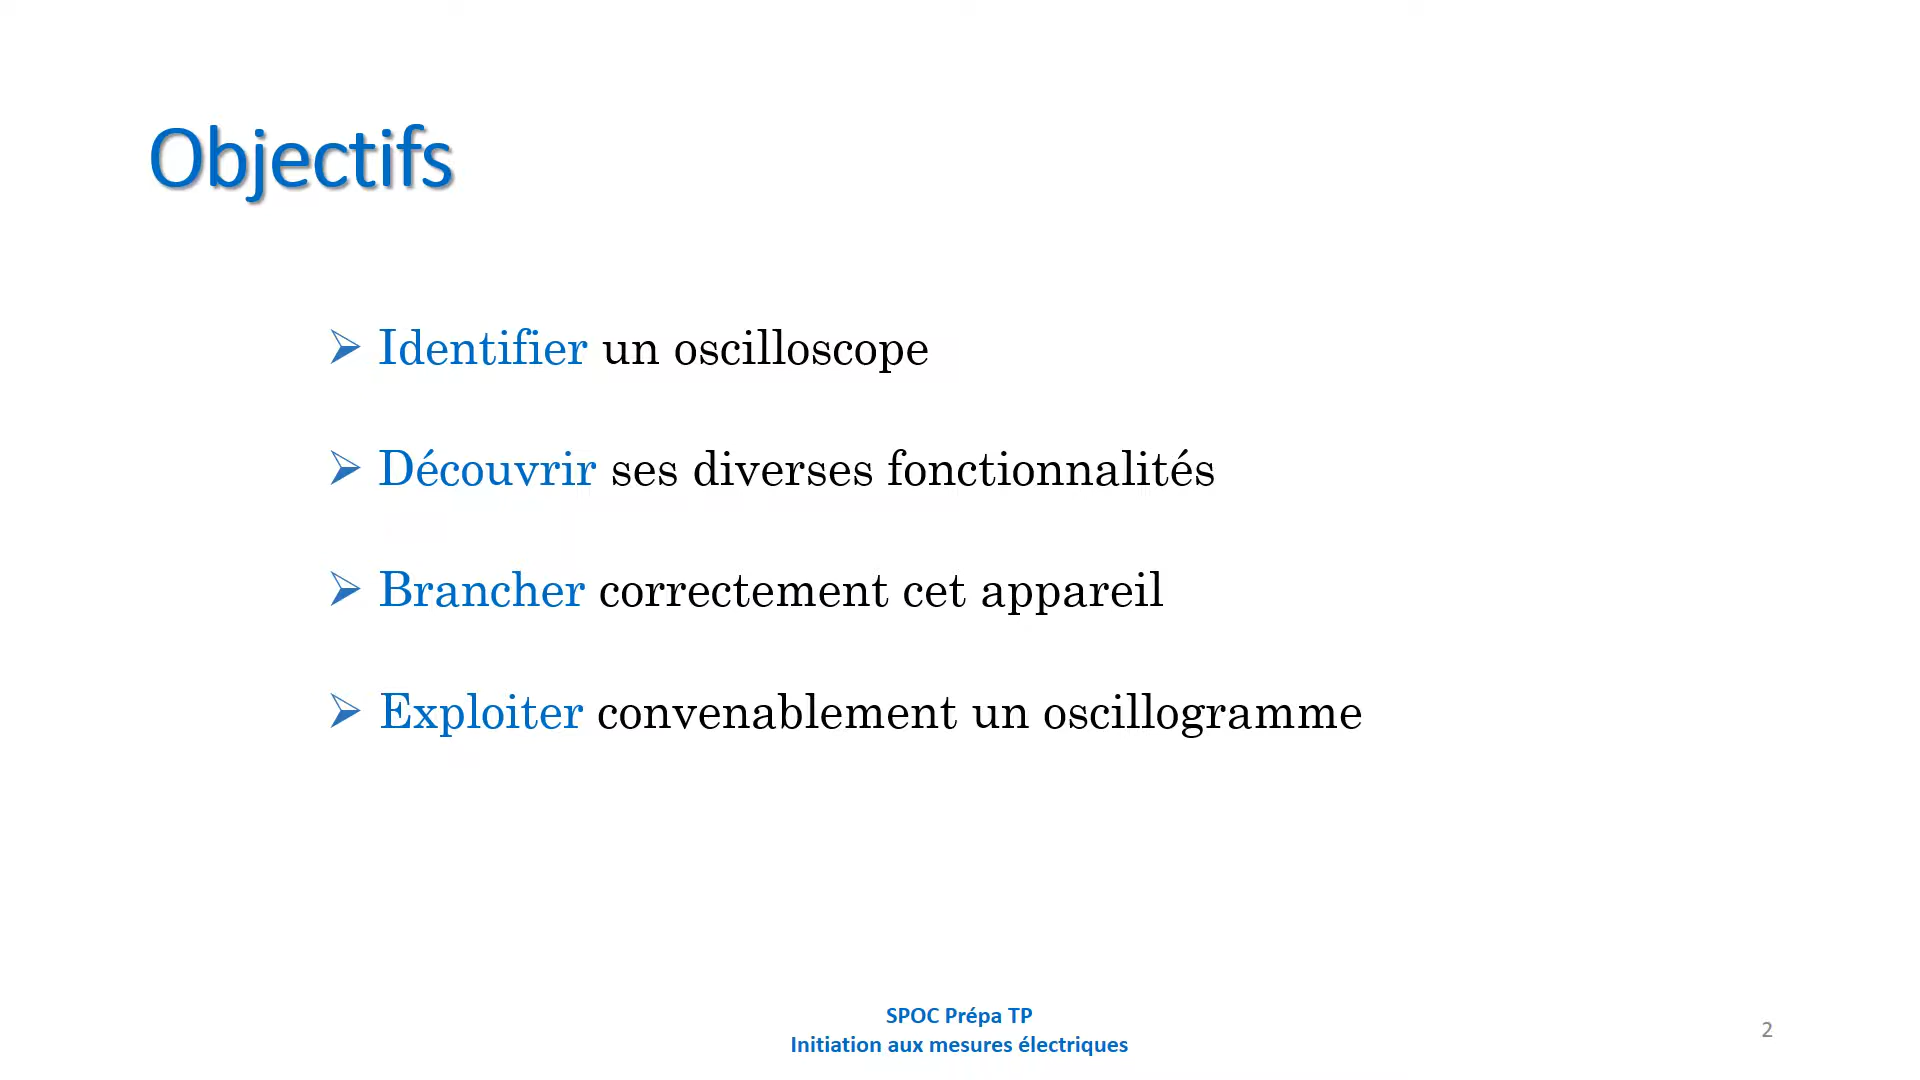 Objectifs
Identifier un oscilloscope
Découvrir ses diverses fonctionnalités
Brancher correctement cet appareil
Exploiter convenablement un oscillogramme
SPOC Prépa TP
Initiation aux mesures électriques
2